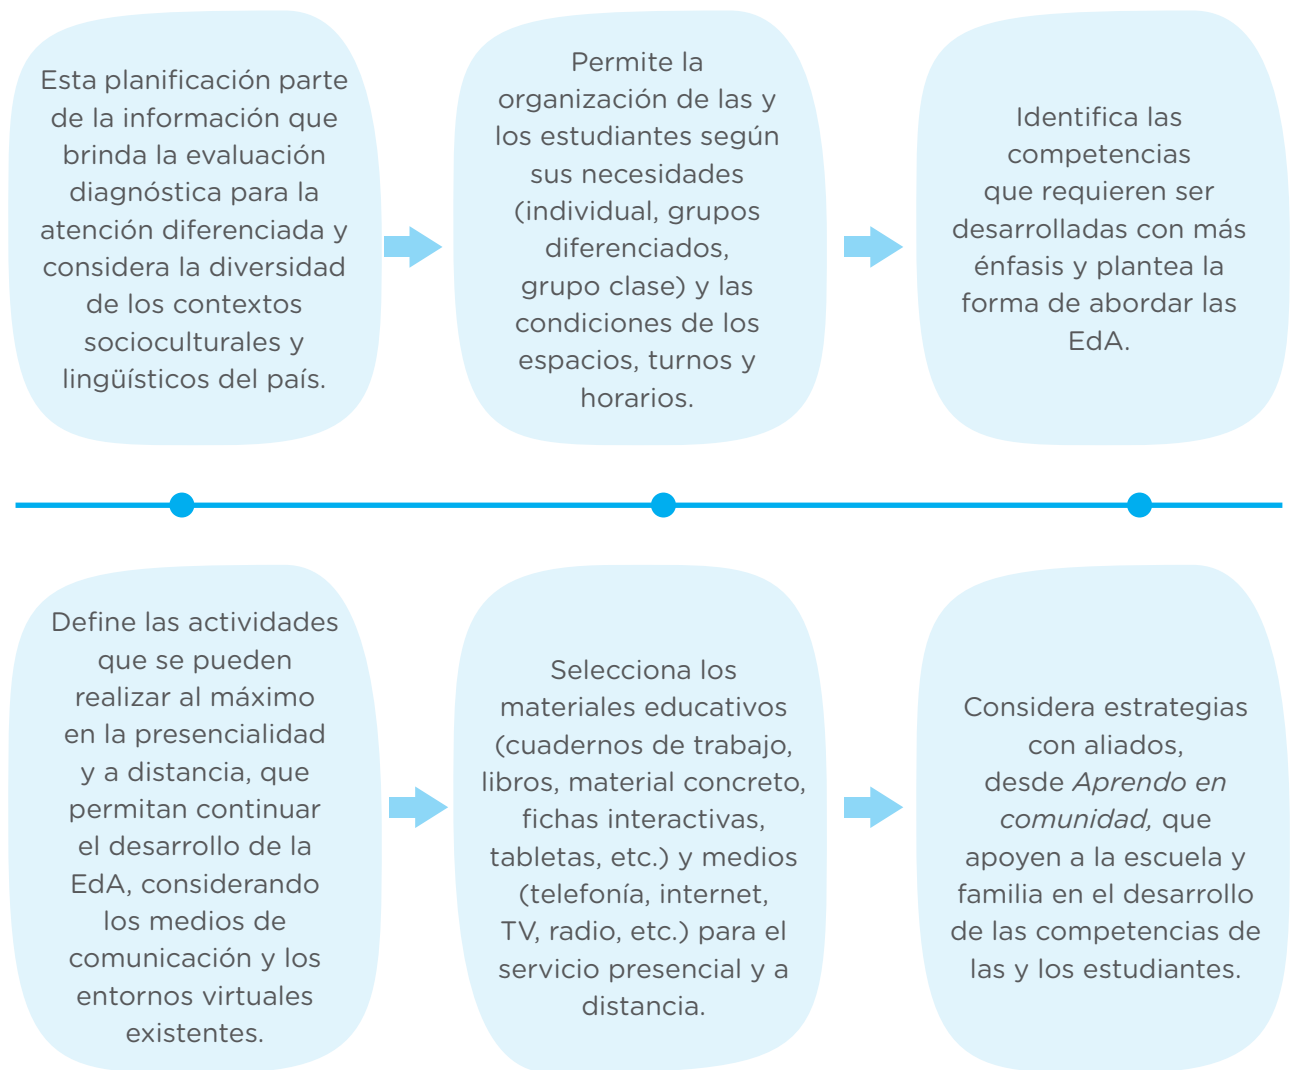 Esta planificación parte
de la información que
brinda la evaluación
diagnóstica para la
atención diferenciada y
considera la diversidad
de los contextos
socioculturales y
lingüísticos del país.
Permite la
organización de las y
los estudiantes según
sus necesidades
(individual, grupos
diferenciados,
grupo clase) y las
condiciones de los
espacios, turnos y
horarios.
Identifica las
competencias
que requieren ser
desarrolladas con más
énfasis y plantea la
forma de abordar las
EdA.
Define las actividades
que se pueden
realizar al máximo
en la presencialidad
y a distancia, que
permitan continuar
el desarrollo de la
EdA, considerando
los medios de
comunicación y los
entornos virtuales
existentes.
Selecciona los
materiales educativos
(cuadernos de trabajo,
libros, material concreto,
fichas interactivas,
tabletas, etc.) y medios
(telefonía, internet,
TV, radio, etc.) para el
servicio presencial y a
distancia.
Considera estrategias
con aliados,
desde Aprendo en
comunidad, que
apoyen a la escuela y
familia en el desarrollo
de las competencias de
las y los estudiantes.